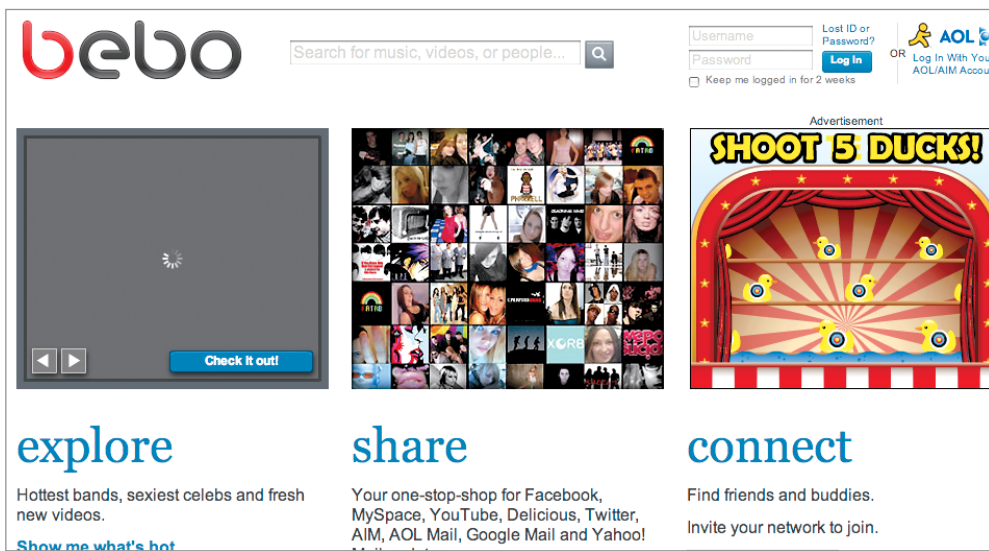 bebo
Search for music, videos, or people...
Username
Password
Lost ID or
Password?
Log In
Keep me logged in for 2 weeks
OR
AOL
Log In With You
AOL/AIM Accou
Advertisement
SHOOT 5 DUCKS!
Check it out!
PHARRELL
XORB
explore
Hottest bands, sexiest celebs and fresh
new videos.
Show me what's hot
share
Your one-stop-shop for Facebook,
MySpace, YouTube, Delicious, Twitter,
AIM, AOL Mail, Google Mail and Yahoo!
connect
Find friends and buddies.
Invite your network to join.